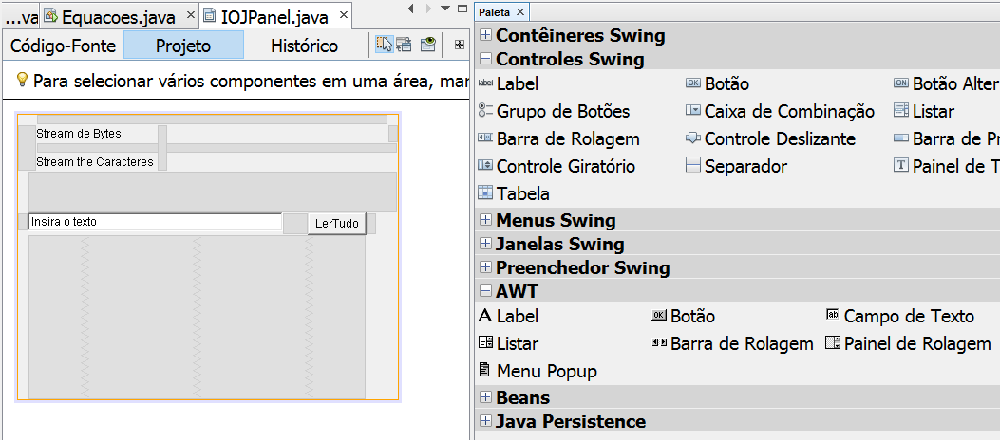 ...va
Equacoes.java
IOJPanel.java
Código-Fonte Projeto Histórico
Para selecionar vários componentes em uma área, mar
Stream de Bytes
Stream the Caracteres
Insira o texto LerTudo
Paleta
Contêineres Swing
Controles Swing
label Label OK Botão ON Botão Alter
Grupo de Botões Caixa de Combinação Listar
Barra de Rolagem Controle Deslizante Barra de Pr
Controle Giratório Separador T Painel de T
Tabela
Menus Swing
Janelas Swing
Preenchedor Swing
AWT
A Label OK Botão ab Campo de Texto
Listar Barra de Rolagem Painel de Rolagem
Menu Popup
Beans
Java Persistence